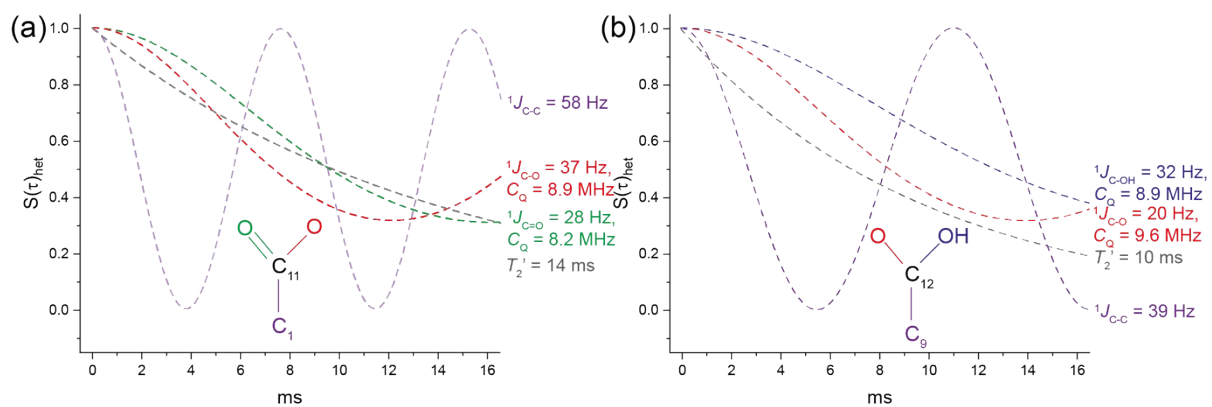 (a)
1.0
0.8
0.6
0.4
0.2
0.0
S(τ)het
0 2 4 6 8 10 12 14 16
ms
1JC-C = 58 Hz
1JC-O = 37 Hz,
CQ = 8.9 MHz
1JC=O = 28 Hz,
CQ = 8.2 MHz
T2' = 14 ms
O O
C11
C1
(b)
1.0
0.8
0.6
0.4
0.2
0.0
S(τ)het
0 2 4 6 8 10 12 14 16
ms
1JC-OH = 32 Hz,
CQ = 8.9 MHz
1JC-O = 20 Hz,
CQ = 9.6 MHz
T2' = 10 ms
1JC-C = 39 Hz
O OH
C12
C9